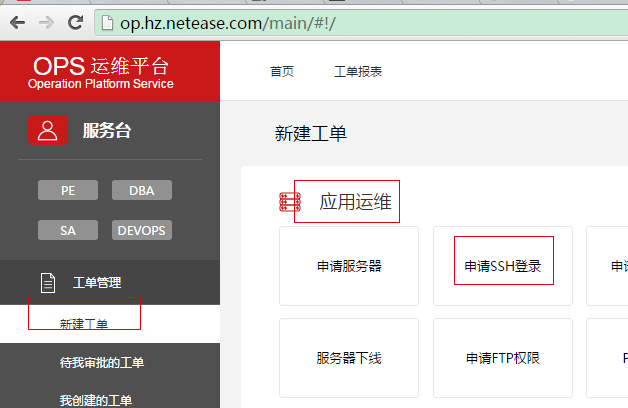 op.hz.netease.com/main/#!/
OPS 运维平台
Operation Platform Service
首页 工单报表
服务台
新建工单
PE DBA
应用运维
SA DEVOPS
申请服务器 申请SSH登录
工单管理
新建工单
服务器下线 申请FTP权限
待我审批的工单
我创建的工单